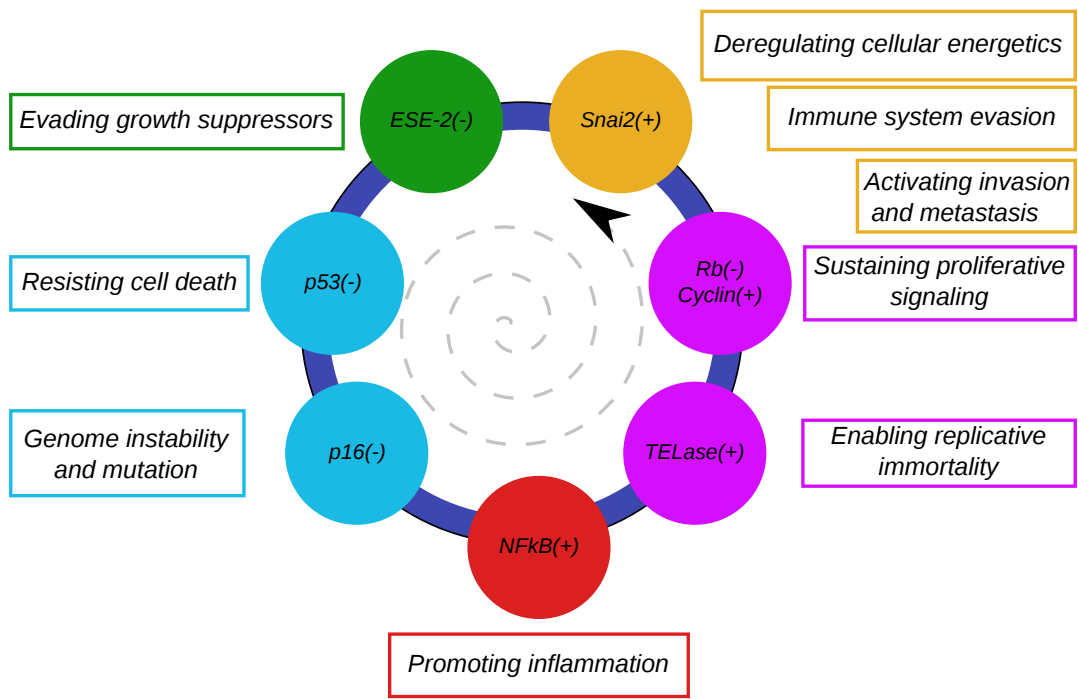 Deregulating cellular energetics
Evading growth suppressors
ESE-2(-)
Snai2(+)
Immune system evasion
Activating invasion
and metastasis
Resisting cell death
p53(-)
Rb(-)
Cyclin(+)
Sustaining proliferative
signaling
Genome instability
and mutation
p16(-)
TELase(+)
Enabling replicative
immortality
NFkB(+)
Promoting inflammation